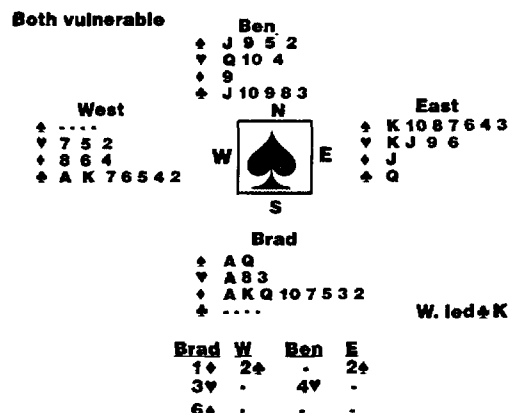 Both vulnerable
Ben
♠ J 9 5 2
♥ Q 10 4
♦ 9
♣ J 10 9 8 3
West
♠ ----
♥ 7 5 2
♦ 8 6 4
♣ A K 7 6 5 4 2
N
W E
S
East
♠ K 10 8 7 6 4 3
♥ K J 9 6
♦ J
♣ Q
Brad
♠ A Q
♥ A 8 3
♦ A K Q 10 7 5 3 2
♣ ----
W. led ♣ K
Brad W Ben E
1♦ 2♣ - 2♠
3♥ - 4♥ -
6♦ - - -